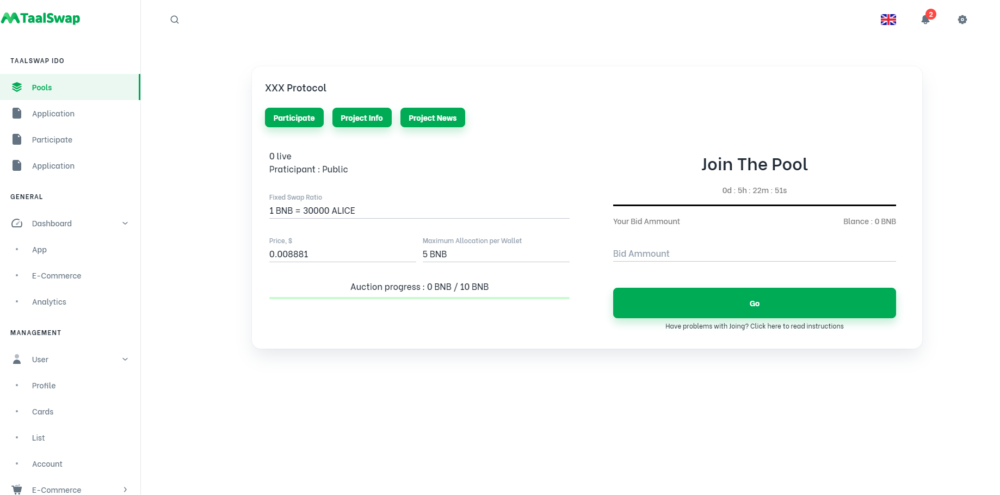 TaalSwap
2
TAALSWAP IDO
Pools
Application
Participate
Application
GENERAL
Dashboard
App
E-Commerce
Analytics
MANAGEMENT
User
Profile
Cards
List
Account
E-Commerce
XXX Protocol
Participate
Project Info
Project News
0 live
Praticipant : Public
Fixed Swap Ratio
1 BNB = 30000 ALICE
Price, $
0.008881
Maximum Allocation per Wallet
5 BNB
Auction progress : 0 BNB / 10 BNB
Join The Pool
0d : 5h : 22m : 51s
Your Bid Ammount
Blance : 0 BNB
Bid Ammount
Go
Have problems with Joing? Click here to read instructions